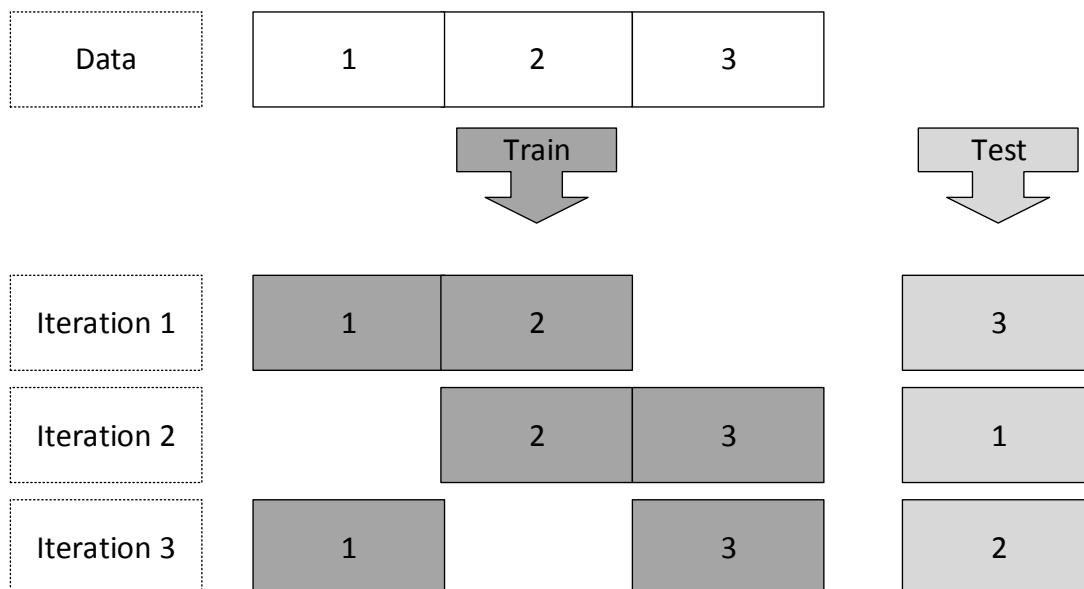 Data 1 2 3
Train Test
Iteration 1 1 2 3
Iteration 2 2 3 1
Iteration 3 1 3 2